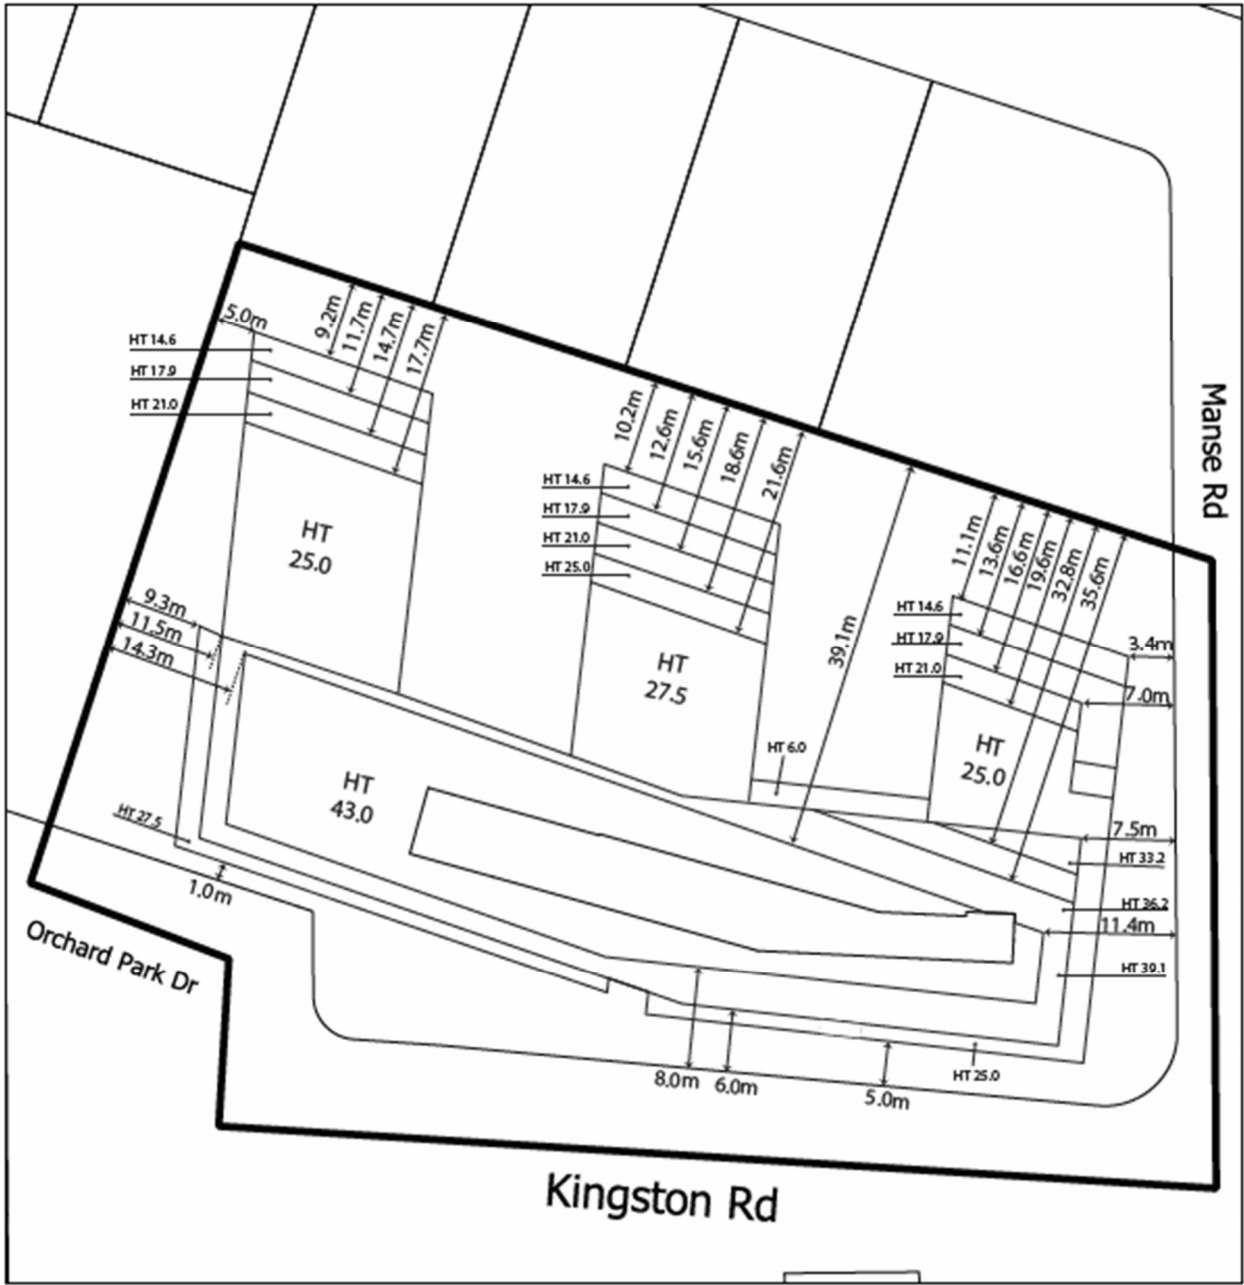 9.2m
11.7m
14.7m
17.7m
5.0m
HT 14.6
HT 17.9
HT 21.0
10.2m
12.6m
15.6m
18.6m
21.6m
Manse Rd
HT 14.6
HT 17.9
HT 21.0
HT 25.0
11.1m
13.6m
16.6m
19.6m
32.8m
35.6m
HT
25.0
39.1m
HT 14.6
HT 17.9
HT 21.0
3.4m
7.0m
9.3m
11.5m
14.3m
HT
27.5
HT 6.0
HT
25.0
HT
43.0
HT 27.5
7.5m
HT 33.2
1.0m
HT 36.2
11.4m
HT 39.1
Orchard Park Dr
8.0m
6.0m
5.0m
HT 25.0
Kingston Rd